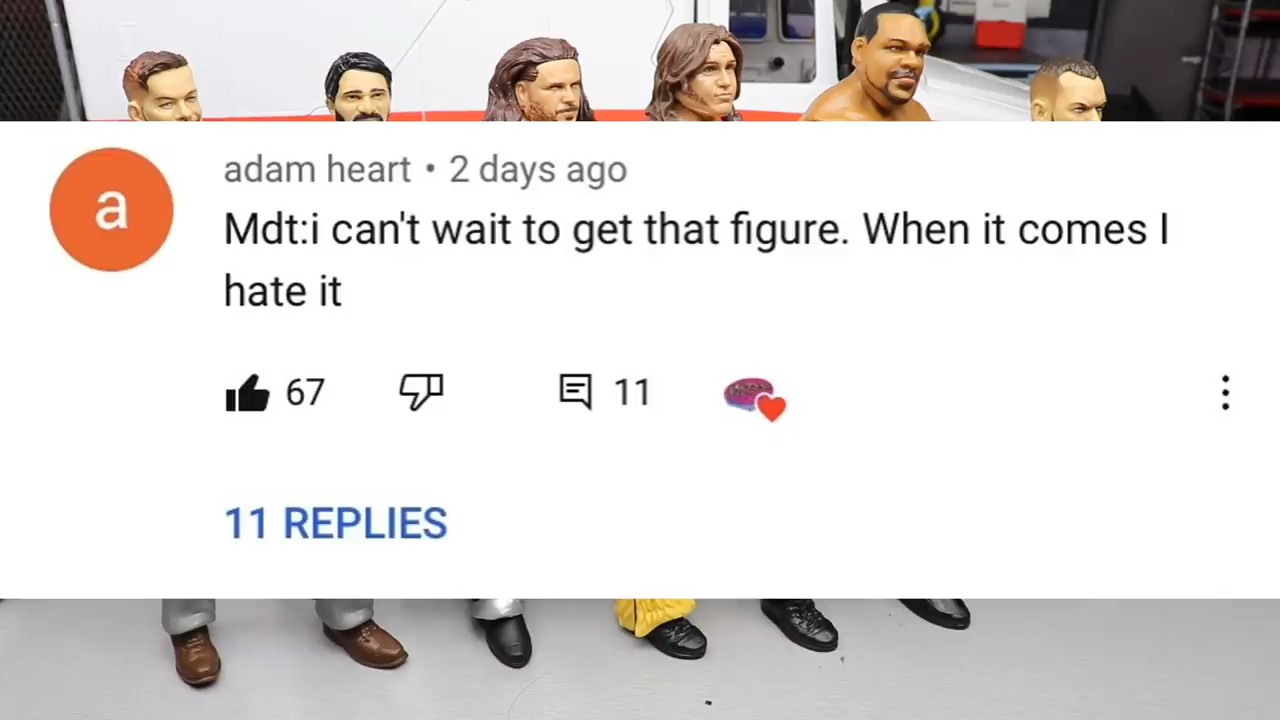 a
adam heart • 2 days ago
Mdt:i can't wait to get that figure. When it comes I
hate it
67
11
11 REPLIES